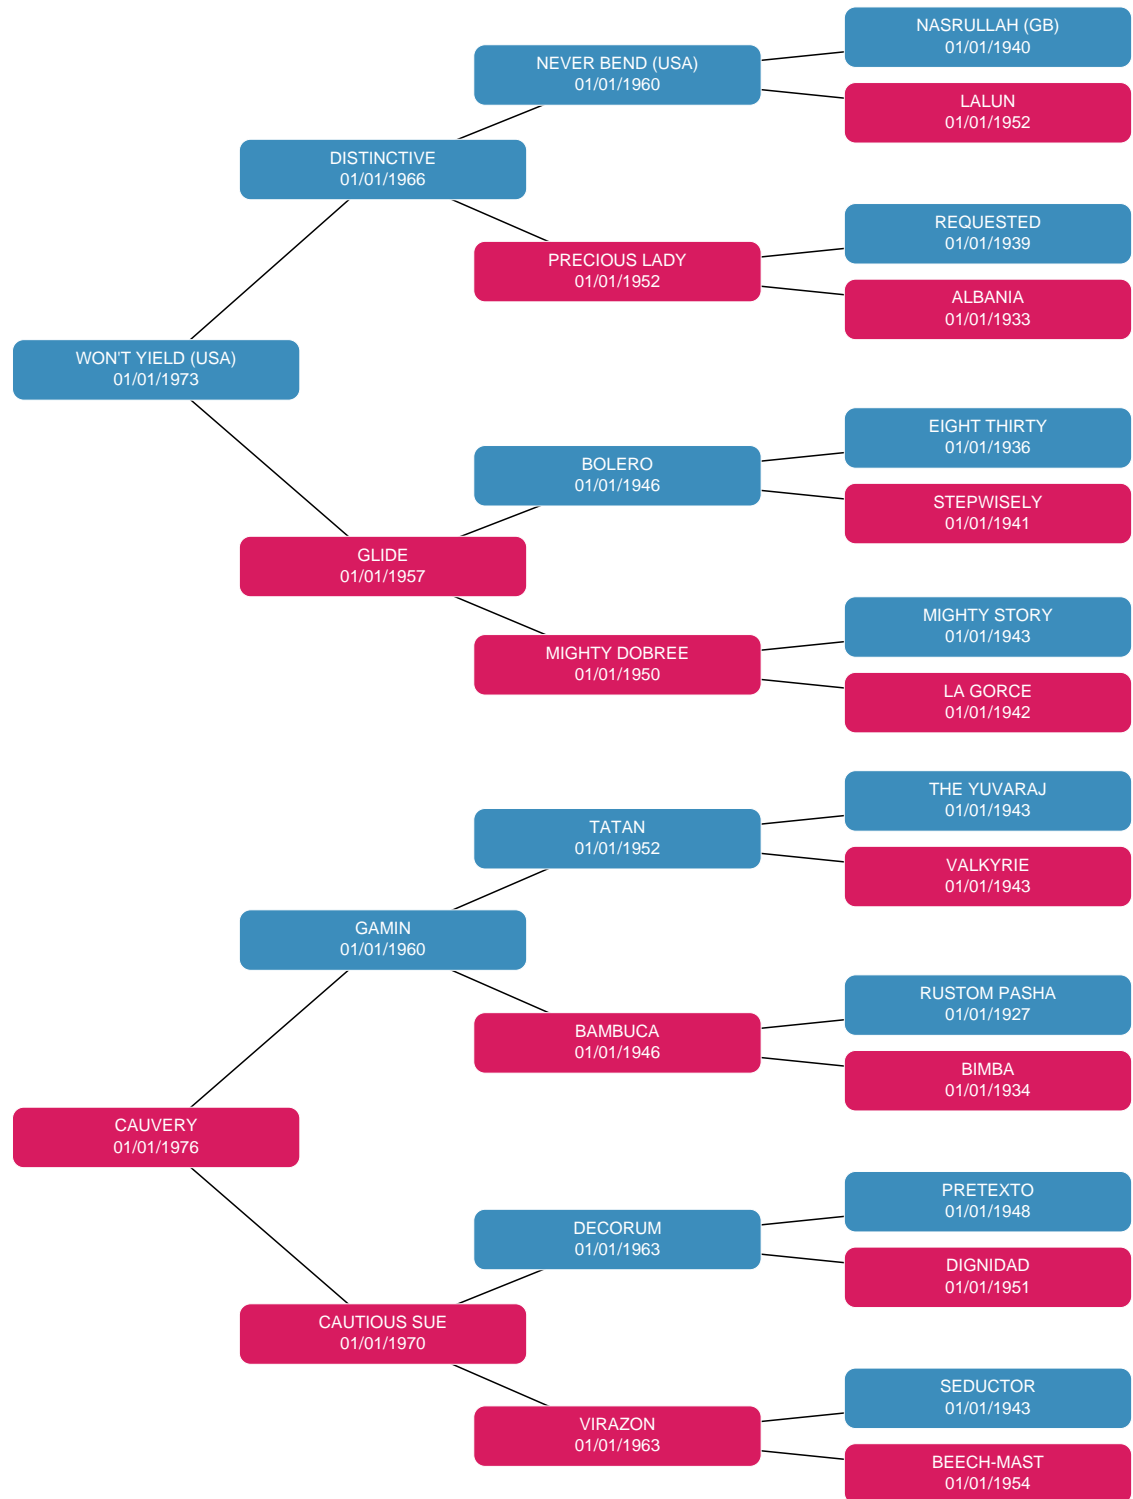 NASRULLAH (GB)
01/01/1940
NEVER BEND (USA)
01/01/1960
LALUN
01/01/1952
DISTINCTIVE
01/01/1966
REQUESTED
01/01/1939
PRECIOUS LADY
01/01/1952
ALBANIA
01/01/1933
WON'T YIELD (USA)
01/01/1973
EIGHT THIRTY
01/01/1936
BOLERO
01/01/1946
STEPWISELY
01/01/1941
GLIDE
01/01/1957
MIGHTY STORY
01/01/1943
MIGHTY DOBREE
01/01/1950
LA GORCE
01/01/1942
THE YUVARAJ
01/01/1943
TATAN
01/01/1952
VALKYRIE
01/01/1943
GAMIN
01/01/1960
RUSTOM PASHA
01/01/1927
BAMBUCA
01/01/1946
BIMBA
01/01/1934
CAUVERY
01/01/1976
PRETEXTO
01/01/1948
DECORUM
01/01/1963
DIGNIDAD
01/01/1951
CAUTIOUS SUE
01/01/1970
SEDUCTOR
01/01/1943
VIRAZON
01/01/1963
BEECH-MAST
01/01/1954